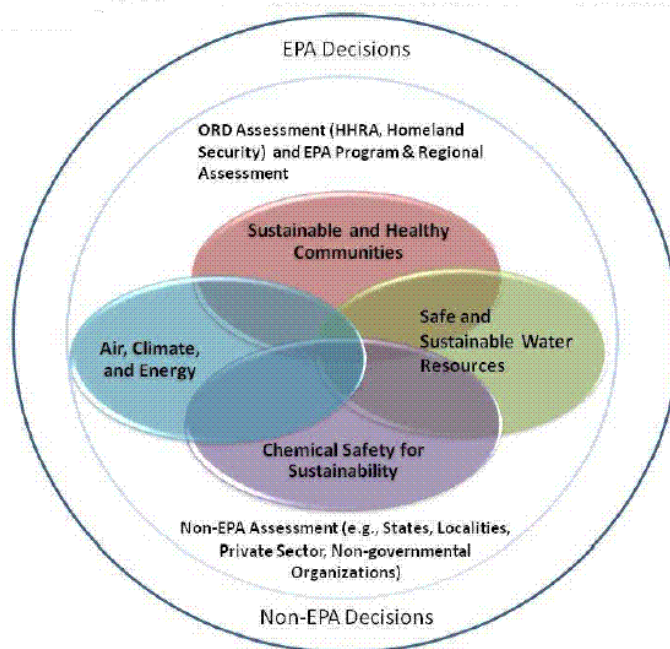 EPA Decisions
ORD Assessment (HHRA, Homeland
Security) and EPA Program & Regional
Assessment
Sustainable and Healthy
Communities
Air, Climate,
and Energy
Safe and
Sustainable Water
Resources
Chemical Safety for
Sustainability
Non-EPA Assessment (e.g., States, Localities,
Private Sector, Non-governmental
Organizations)
Non-EPA Decisions